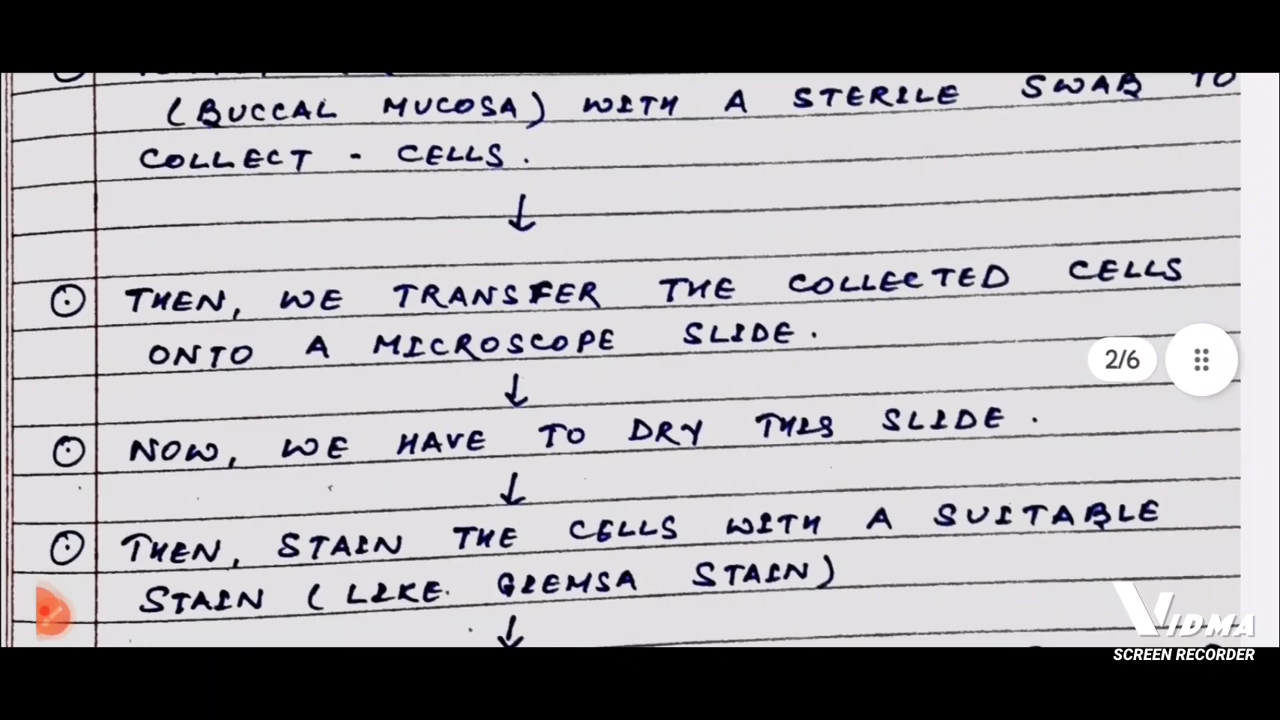 (BUCCAL MUCOSA) WITH A STERILE SWAB TO
COLLECT - CELLS.
↓
THEN, WE TRANSFER THE COLLECTED CELLS
ONTO A MICROSCOPE SLIDE.
↓
NOW, WE HAVE TO DRY THIS SLIDE.
↓
THEN, STAIN THE CELLS WITH A SUITABLE
STAIN (LIKE GIEMSA STAIN)
↓
2/6
VIDMA
SCREEN RECORDER